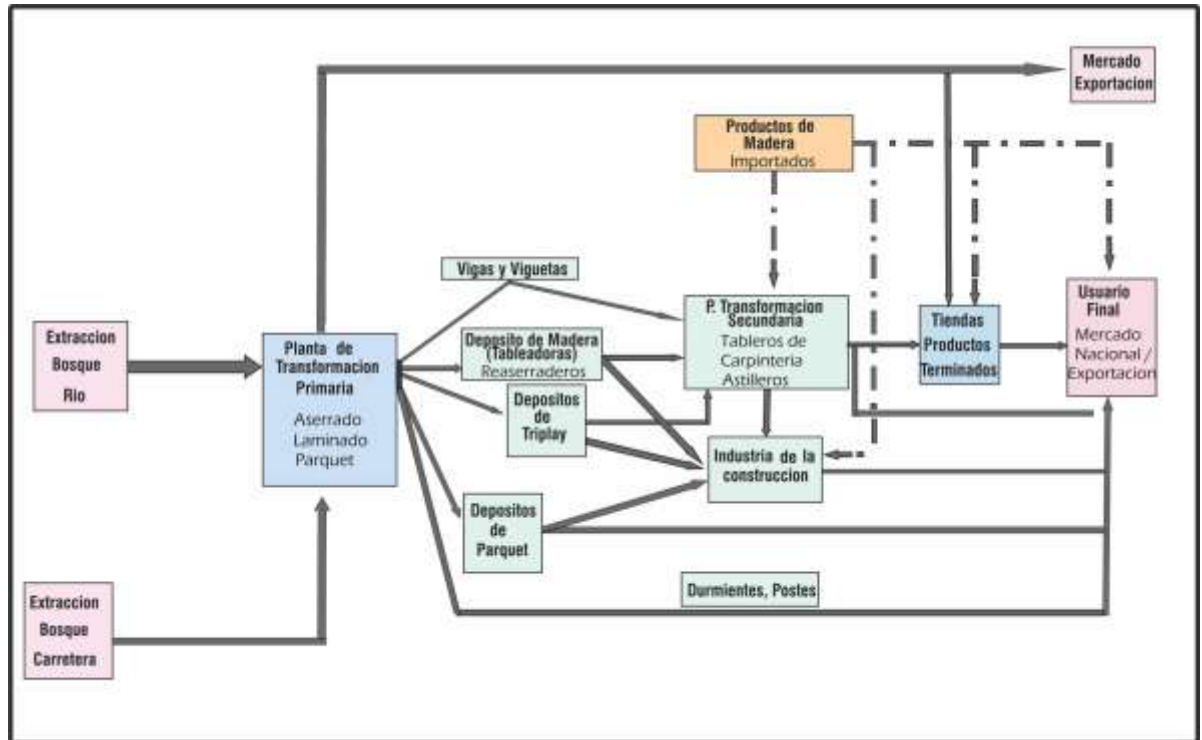 Mercado
Exportacion
Productos de
Madera
Importados
Vigas y Viguetas
Extraccion
Bosque
Rio
Planta de
Transformacion
Primaria
Aserrado
Laminado
Parquet
Deposito de Madera
(Tableadoras)
Reaserraderos
Depositos
de
Triplay
P. Transformacion
Secundaria
Tableros de
Carpinteria
Astilleros
Tiendas
Productos
Terminados
Usuario
Final
Mercado
Nacional /
Exportacion
Industria de la
construccion
Depositos
de
Parquet
Durmientes, Postes
Extraccion
Bosque
Carretera